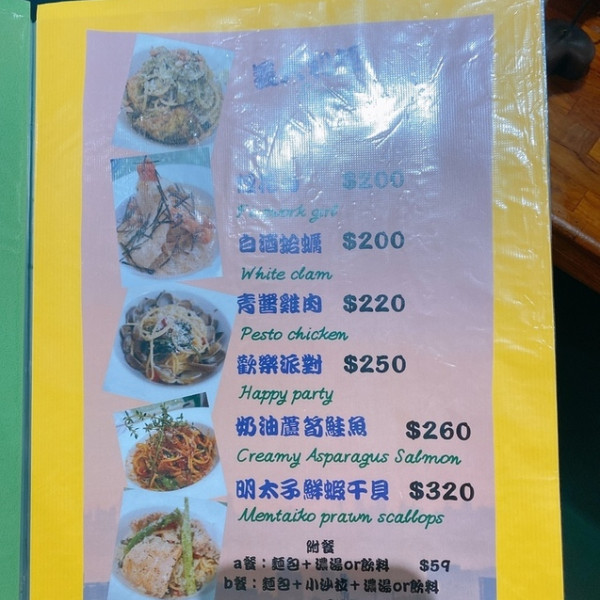 $200
白酒蛤蠣 $200
White clam
青醬雞肉 $220
Pesto chicken
歡樂派對 $250
Happy party
奶油蘆筍鮭魚 $260
Creamy Asparagus Salmon
明太子鮮蝦干貝 $320
Mentaiko prawn scallops
附餐
a餐：麵包＋濃湯or飲料 $59
b餐：麵包＋小沙拉＋濃湯or飲料